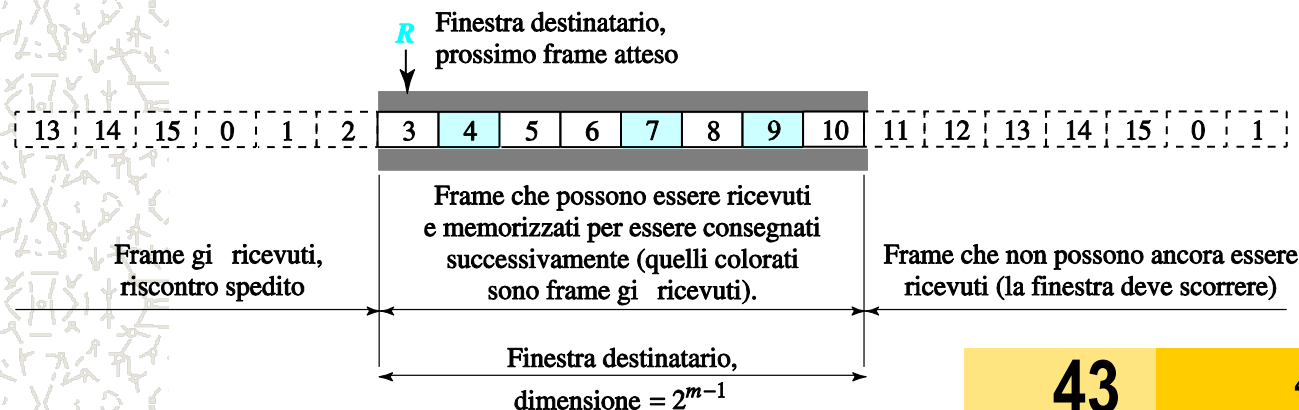 R
Finestra destinatario,
prossimo frame atteso
13 14 15 0 1 2 3 4 5 6 7 8 9 10 11 12 13 14 15 0 1
Frame che possono essere ricevuti
e memorizzati per essere consegnati
successivamente (quelli colorati
sono frame gi ricevuti).
Frame gi ricevuti,
riscontro spedito
Frame che non possono ancora essere
ricevuti (la finestra deve scorrere)
Finestra destinatario,
dimensione = 2^{m-1}
43